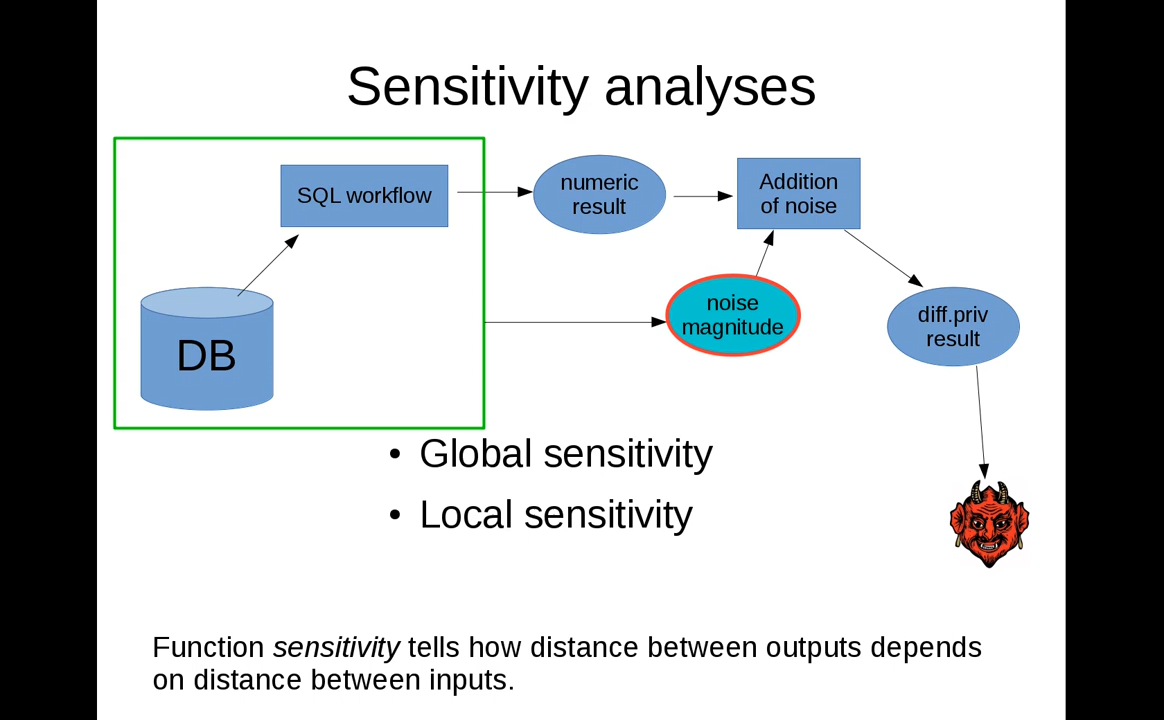 Sensitivity analyses
SQL workflow
numeric
result
Addition
of noise
DB
noise
magnitude
diff.priv
result
• Global sensitivity
• Local sensitivity
Function sensitivity tells how distance between outputs depends
on distance between inputs.